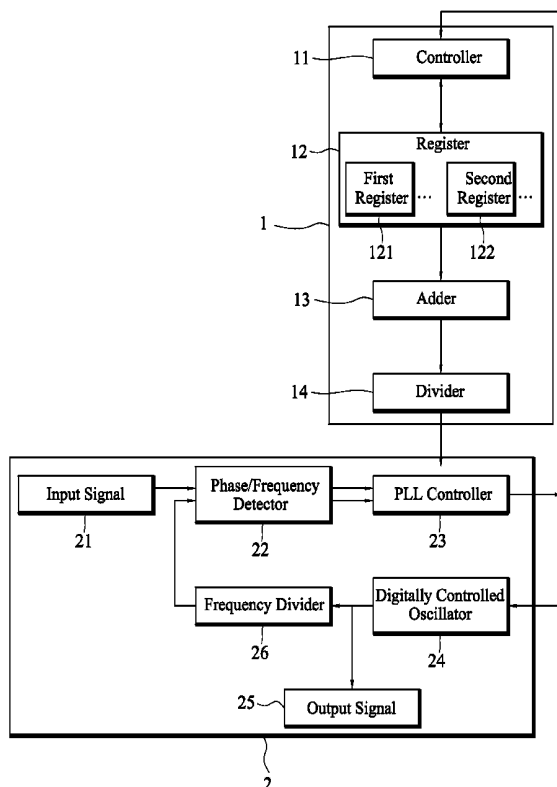 11
Controller
12
Register
First
Register
...
Second
Register
...
121
122
1
13
Adder
14
Divider
Input Signal
21
Phase/Frequency
Detector
22
PLL Controller
23
Frequency Divider
26
Digitally Controlled
Oscillator
24
25
Output Signal
2